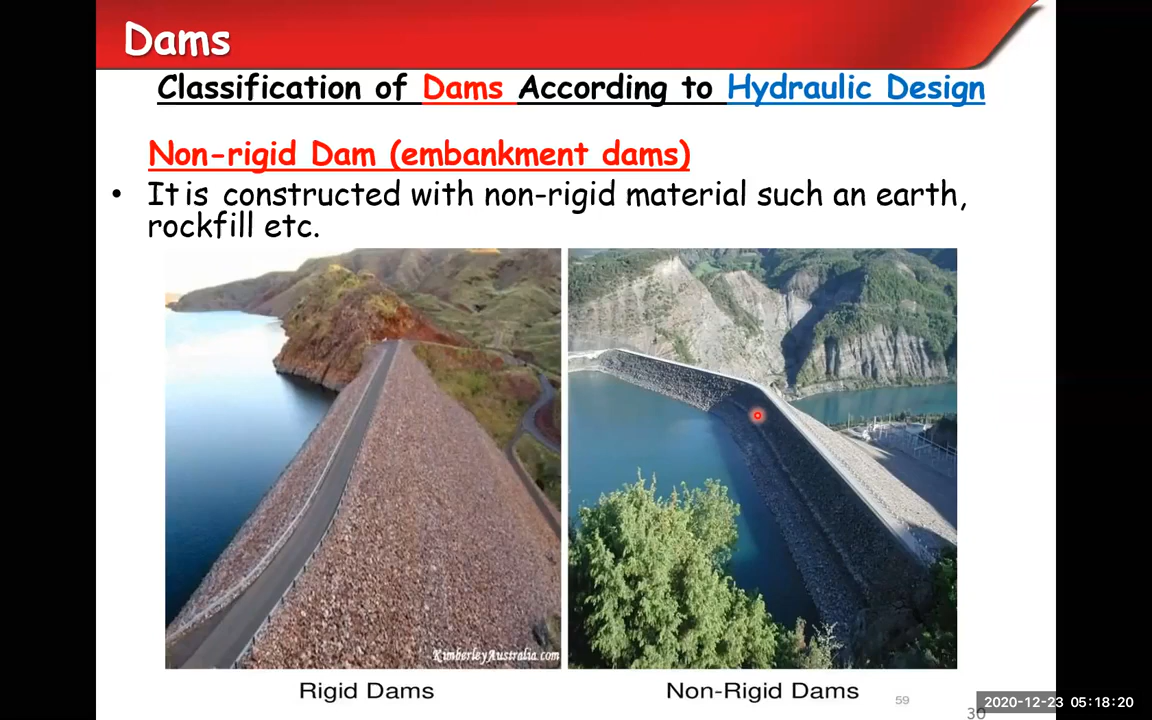 Dams
Classification of Dams According to Hydraulic Design
Non-rigid Dam (embankment dams)
• It is constructed with non-rigid material such an earth,
rockfill etc.
KimberleyAustralia.com
Rigid Dams
Non-Rigid Dams
59
30
2020-12-23 05:18:20